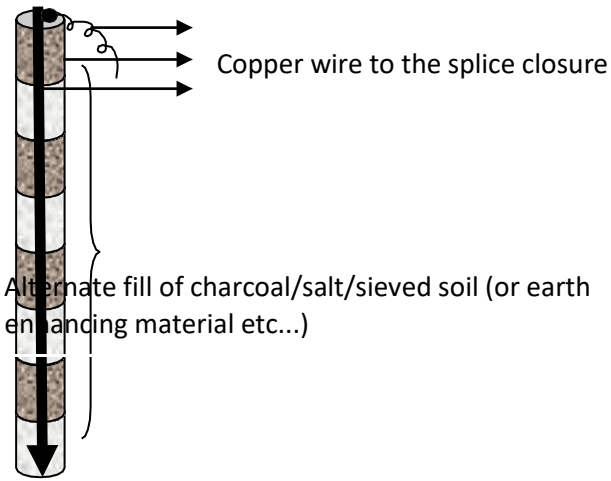 Copper wire to the splice closure
Alternate fill of charcoal/salt/sieved soil (or earth
enhancing material etc...)